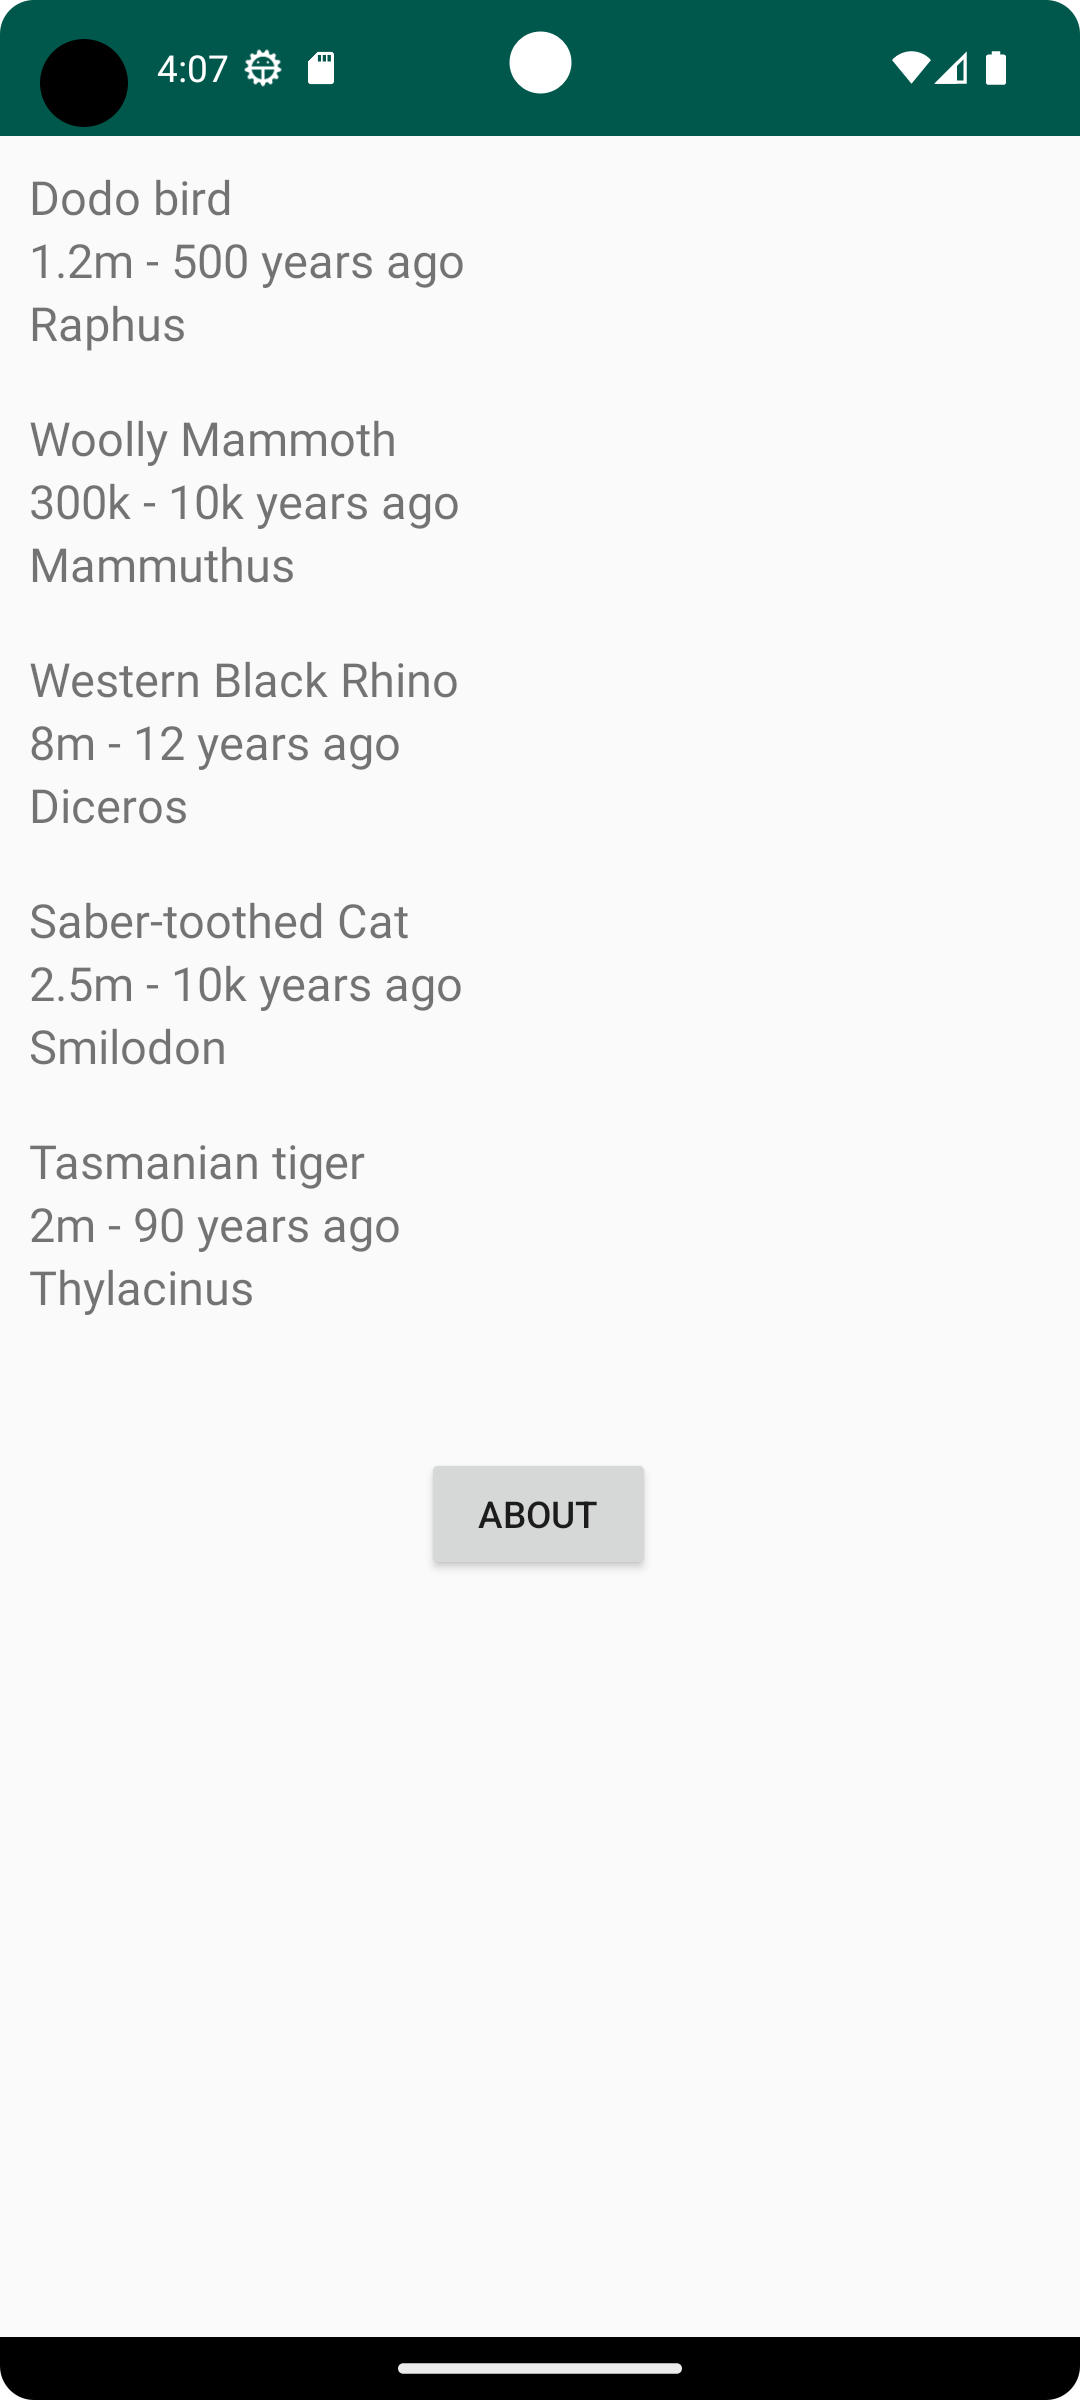 4:07
Dodo bird
1.2m - 500 years ago
Raphus
Woolly Mammoth
300k - 10k years ago
Mammuthus
Western Black Rhino
8m - 12 years ago
Diceros
Saber-toothed Cat
2.5m - 10k years ago
Smilodon
Tasmanian tiger
2m - 90 years ago
Thylacinus
ABOUT